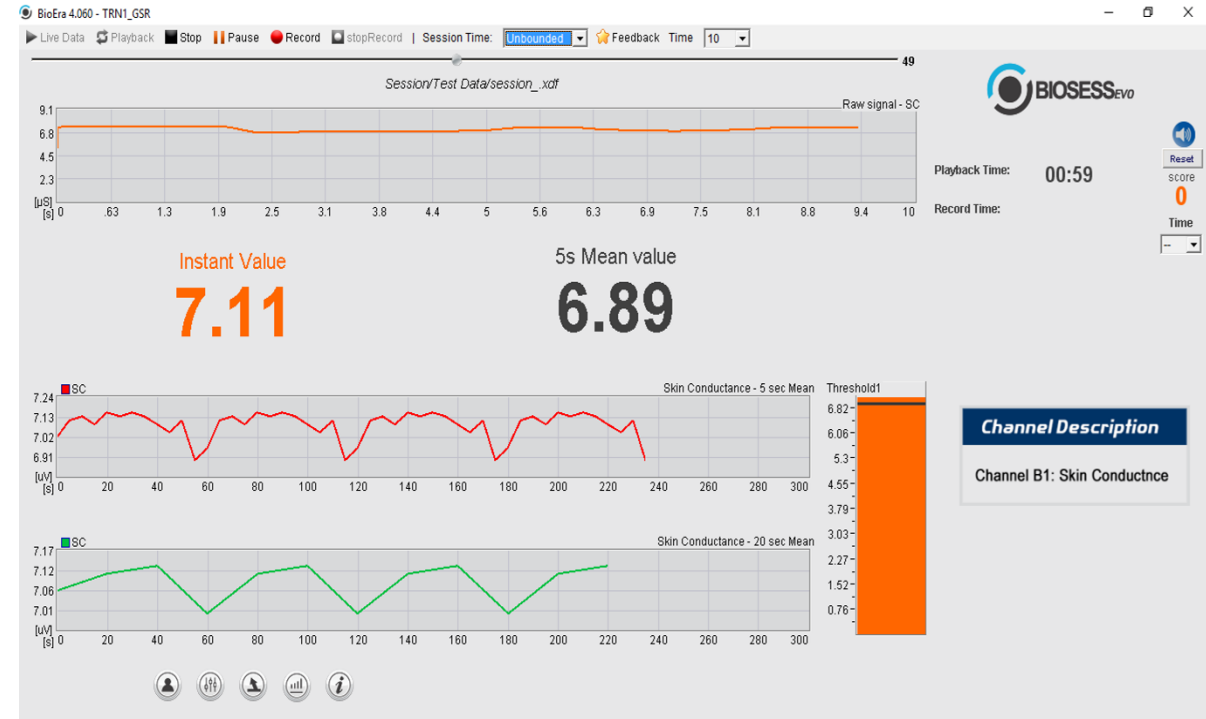 BioEra 4.060 - TRN1_GSR
Live Data Playback Stop Pause Record stopRecord | Session Time: Unbounded Feedback Time 10
49
Session/Test Data/session_.xdf
BIOSESSEVO
Raw signal - SC
9.1
6.8
4.5
2.3
[µS]
[s] 0 .63 1.3 1.9 2.5 3.1 3.8 4.4 5 5.6 6.3 6.9 7.5 8.1 8.8 9.4 10
Playback Time: 00:59
Record Time:
Reset
score
0
Time
--
Instant Value
7.11
5s Mean value
6.89
SC
Skin Conductance - 5 sec Mean
7.24
7.13
7.02
6.91
[uV]
[s] 0 20 40 60 80 100 120 140 160 180 200 220 240 260 280 300
Threshold1
6.82
6.06
5.3
4.55
3.79
3.03
2.27
1.52
0.76
Channel Description
Channel B1: Skin Conductnce
SC
Skin Conductance - 20 sec Mean
7.17
7.12
7.06
7.01
[uV]
[s] 0 20 40 60 80 100 120 140 160 180 200 220 240 260 280 300
i